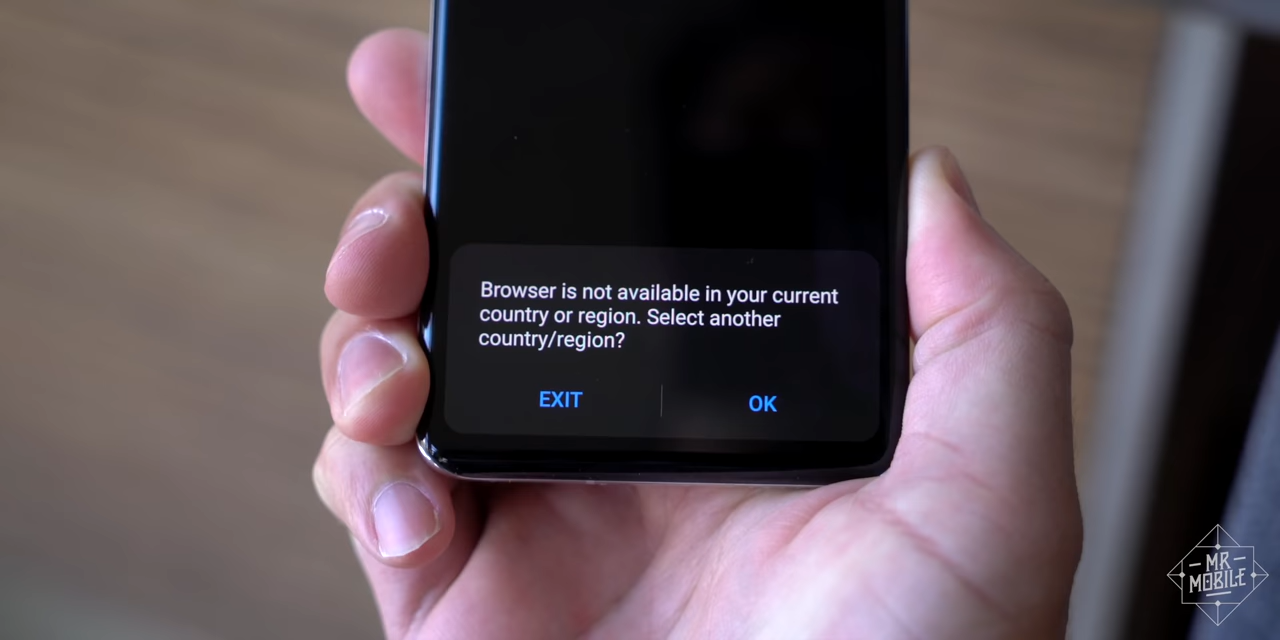 Browser is not available in your current
country or region. Select another
country/region?
EXIT
OK
MR
MOBILE